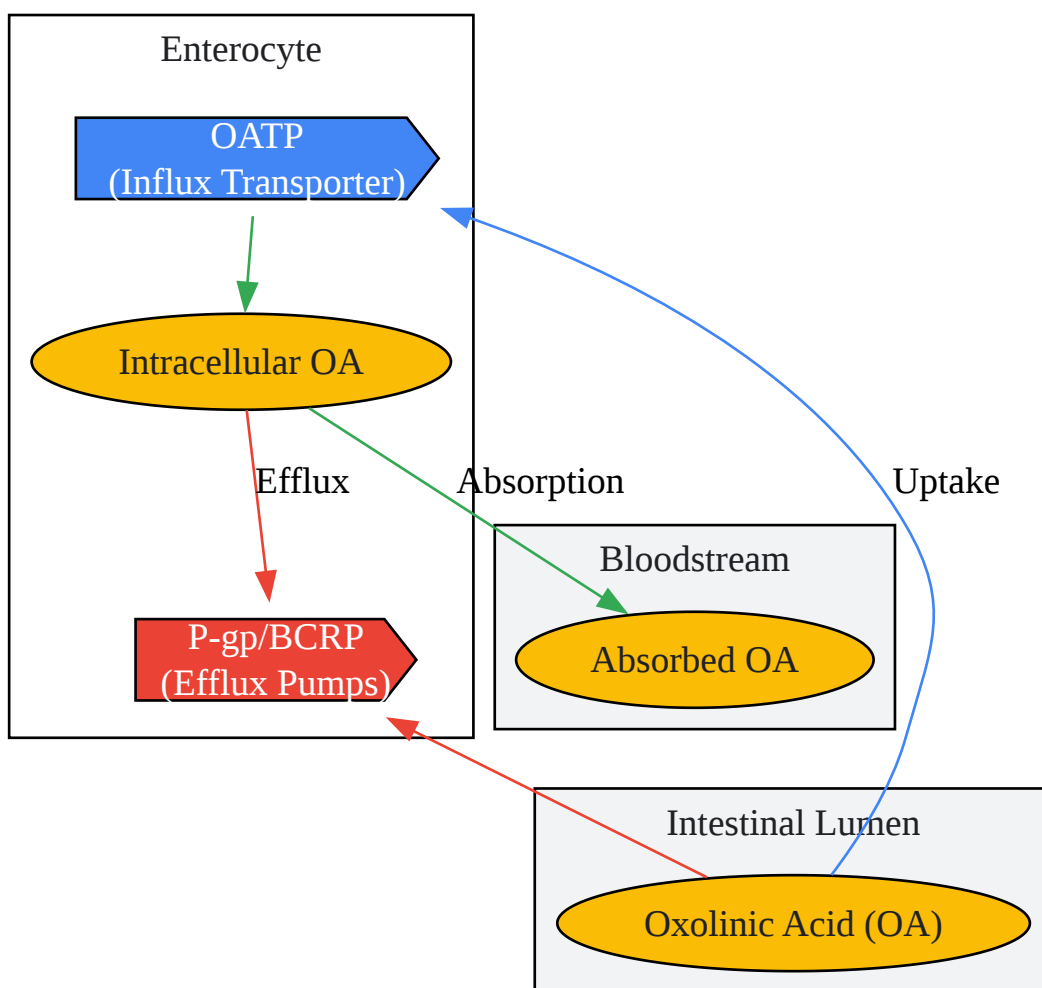 Enterocyte
OATP
(Influx Transporter)
Intracellular OA
Efflux
Absorption
Uptake
Bloodstream
P-gp/BCRP
(Efflux Pumps)
Absorbed OA
Intestinal Lumen
Oxolinic Acid (OA)